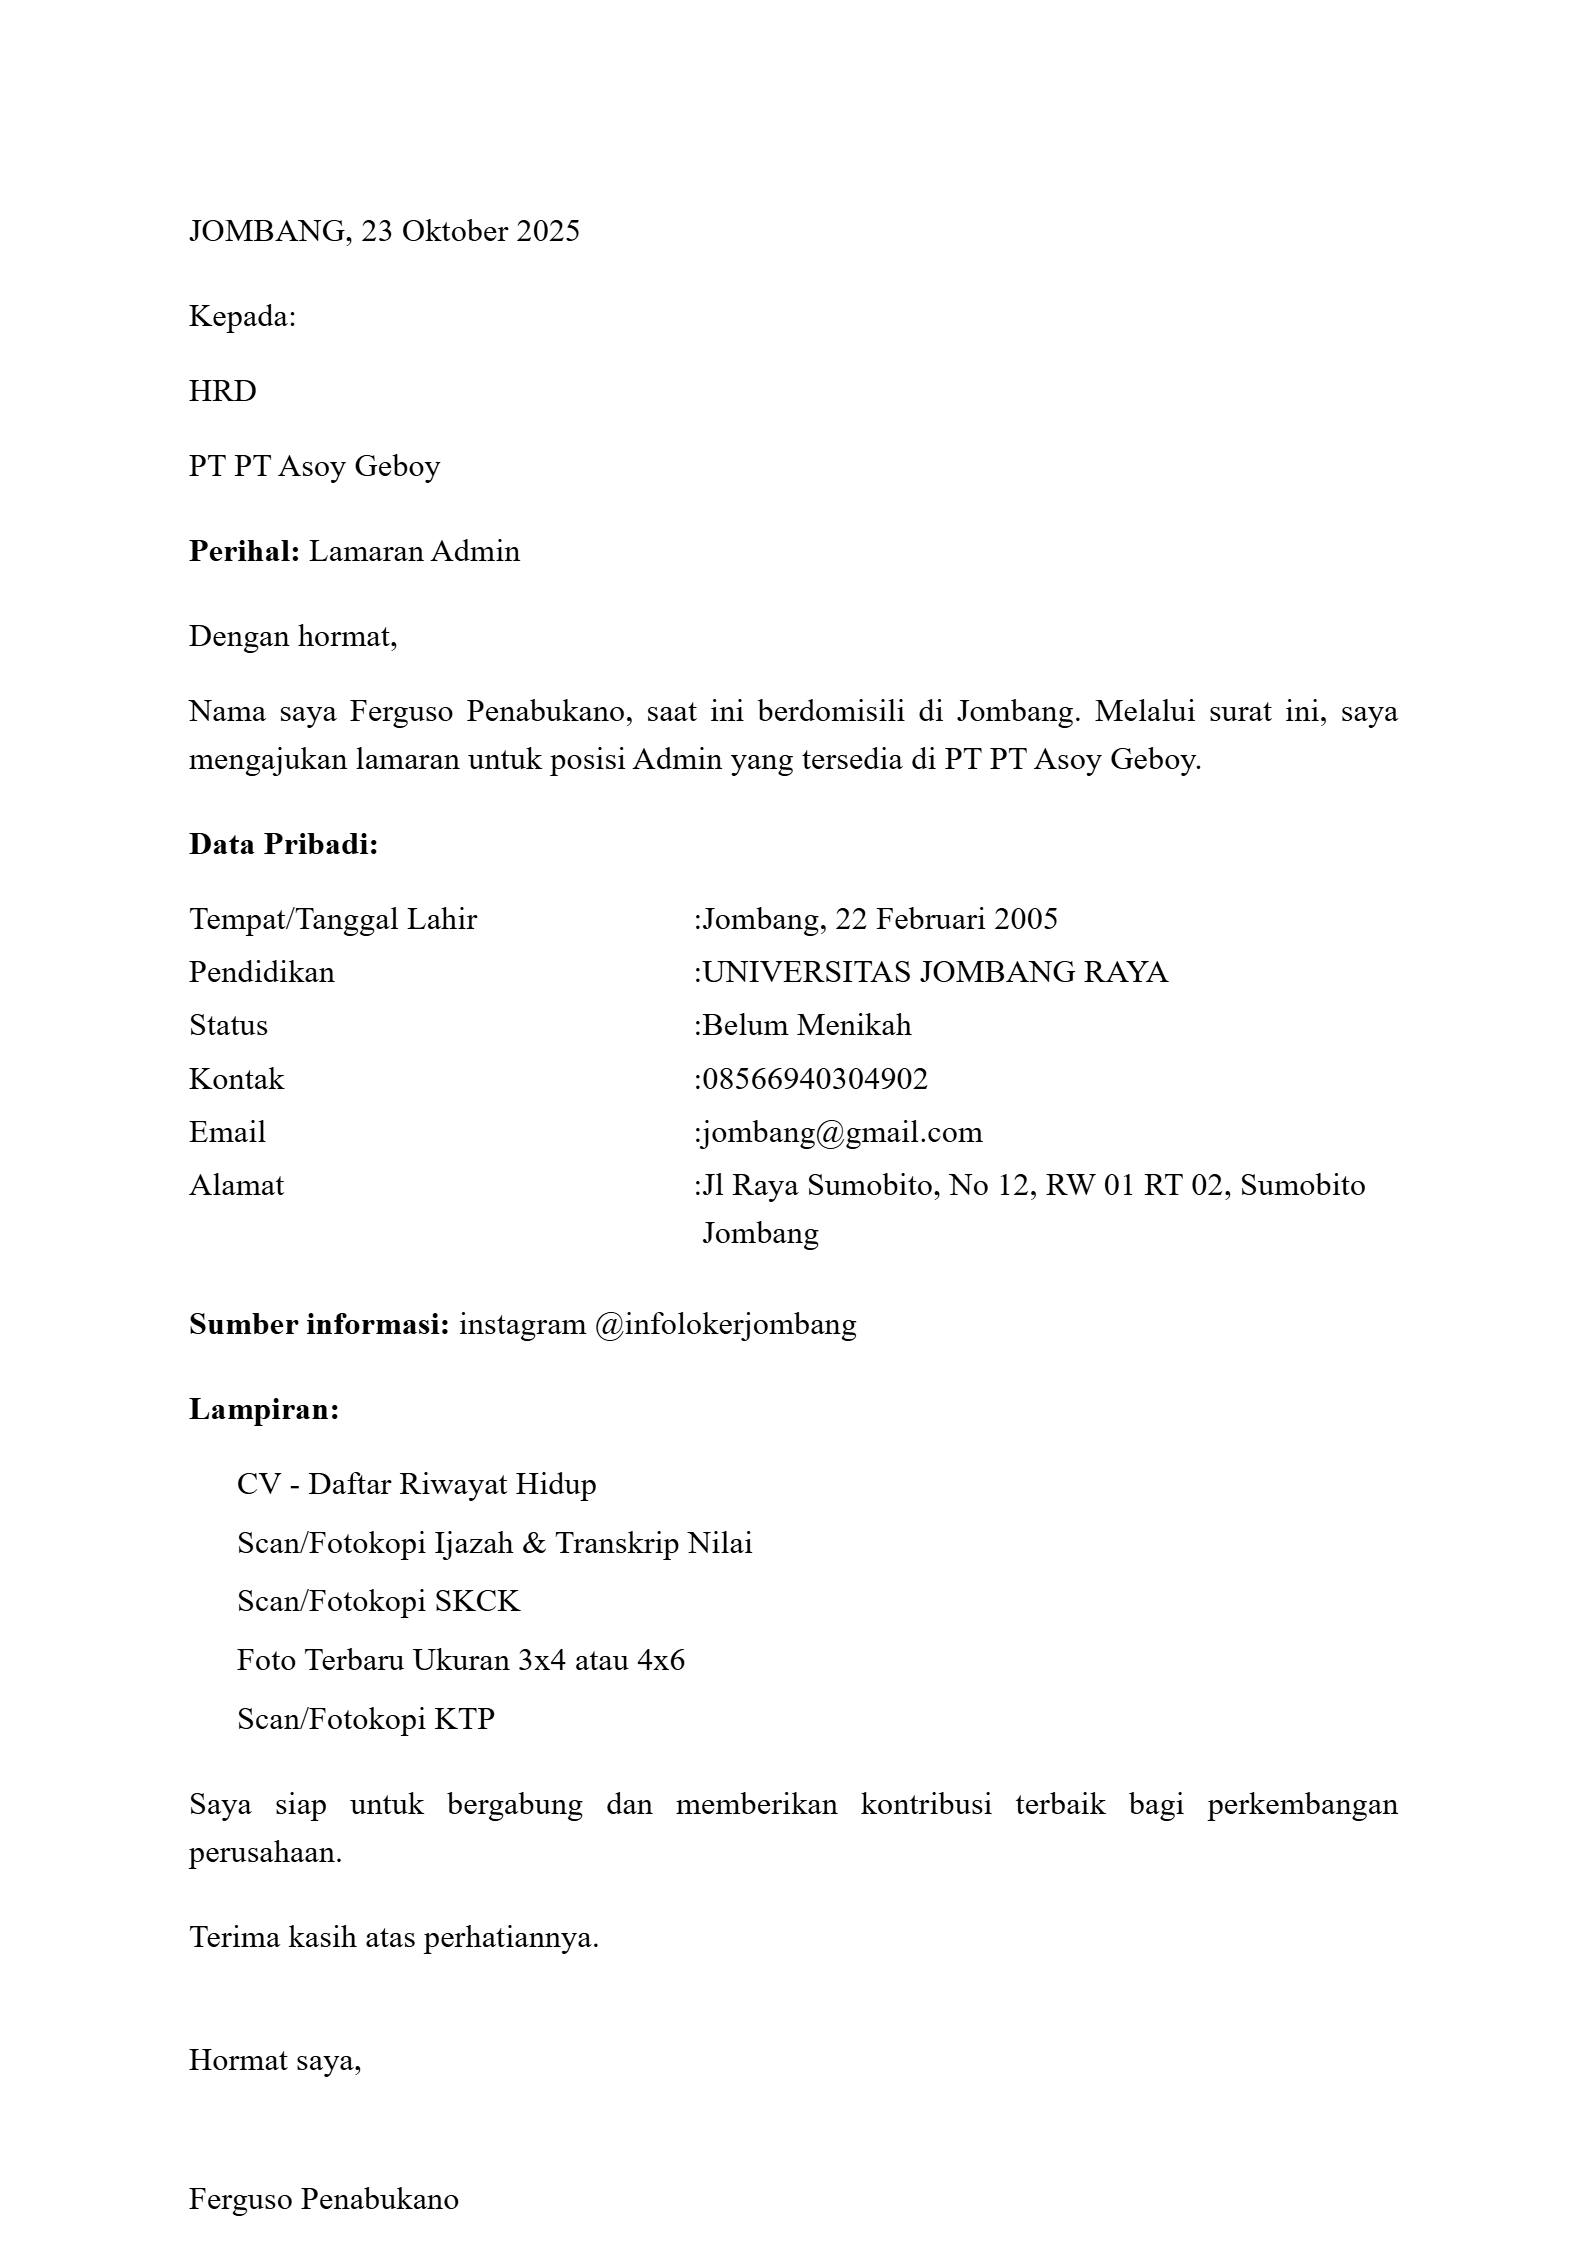 JOMBANG, 23 Oktober 2025
Kepada:
HRD
PT PT Asoy Geboy
Perihal: Lamaran Admin
Dengan hormat,
Nama saya Ferguso Penabukano, saat ini berdomisili di Jombang. Melalui surat ini, saya
mengajukan lamaran untuk posisi Admin yang tersedia di PT PT Asoy Geboy.
Data Pribadi:
Tempat/Tanggal Lahir :Jombang, 22 Februari 2005
Pendidikan :UNIVERSITAS JOMBANG RAYA
Status :Belum Menikah
Kontak :08566940304902
Email :jombang@gmail.com
Alamat :Jl Raya Sumobito, No 12, RW 01 RT 02, Sumobito
Jombang
Sumber informasi: instagram @infolokerjombang
Lampiran:
CV - Daftar Riwayat Hidup
Scan/Fotokopi Ijazah & Transkrip Nilai
Scan/Fotokopi SKCK
Foto Terbaru Ukuran 3x4 atau 4x6
Scan/Fotokopi KTP
Saya siap untuk bergabung dan memberikan kontribusi terbaik bagi perkembangan
perusahaan.
Terima kasih atas perhatiannya.
Hormat saya,
Ferguso Penabukano